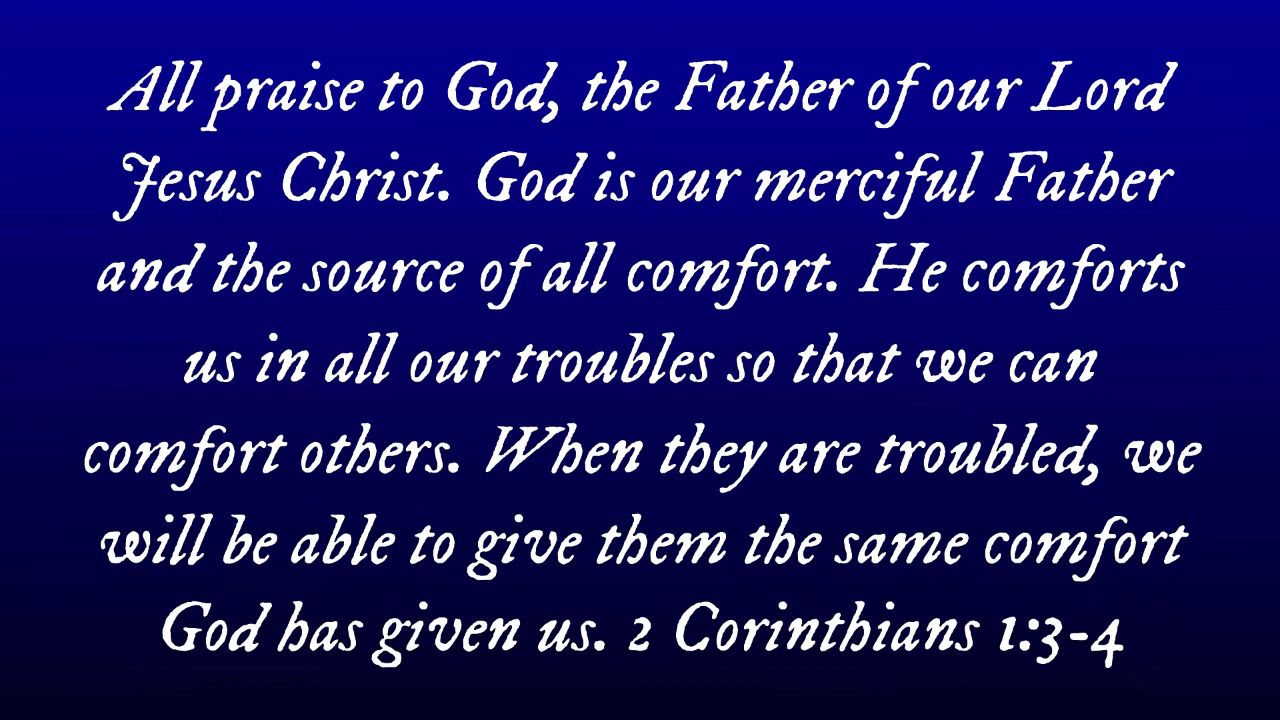 All praise to God, the Father of our Lord
Jesus Christ. God is our merciful Father
and the source of all comfort. He comforts
us in all our troubles so that we can
comfort others. When they are troubled, we
will be able to give them the same comfort
God has given us. 2 Corinthians 1:3-4